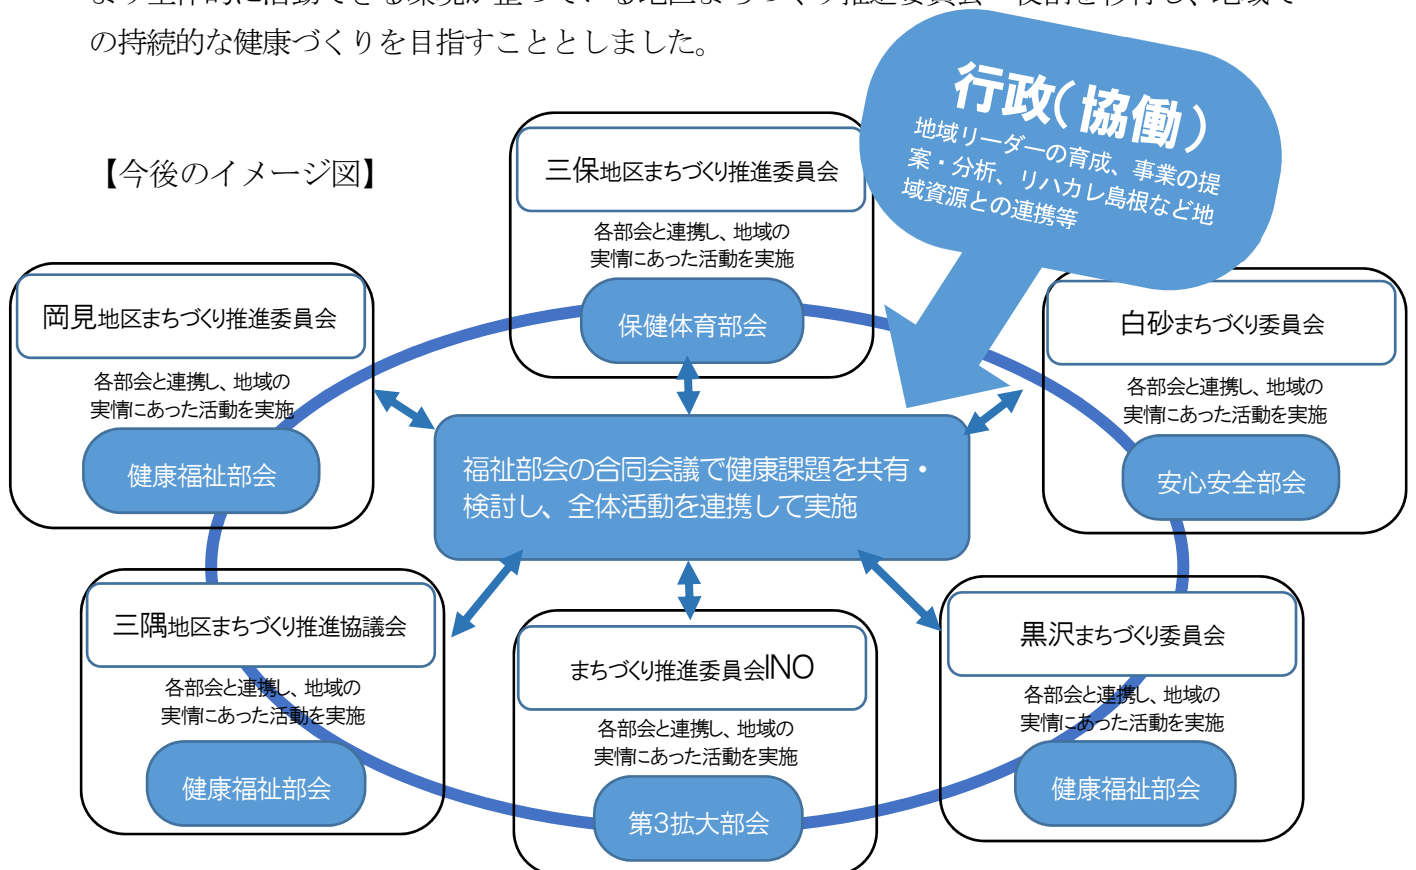 の持続的な健康づくりを目指すこととしました。
【今後のイメージ図】
行政(協働)
地域リーダーの育成、事業の提
案・分析、リハカレ島根など地
域資源との連携等
三保地区まちづくり推進委員会
各部会と連携し、地域の
実情にあった活動を実施
保健体育部会
岡見地区まちづくり推進委員会
各部会と連携し、地域の
実情にあった活動を実施
健康福祉部会
白砂まちづくり委員会
各部会と連携し、地域の
実情にあった活動を実施
安心安全部会
福祉部会の合同会議で健康課題を共有・
検討し、全体活動を連携して実施
三隅地区まちづくり推進協議会
各部会と連携し、地域の
実情にあった活動を実施
健康福祉部会
まちづくり推進委員会INO
各部会と連携し、地域の
実情にあった活動を実施
第3拡大部会
黒沢まちづくり委員会
各部会と連携し、地域の
実情にあった活動を実施
健康福祉部会